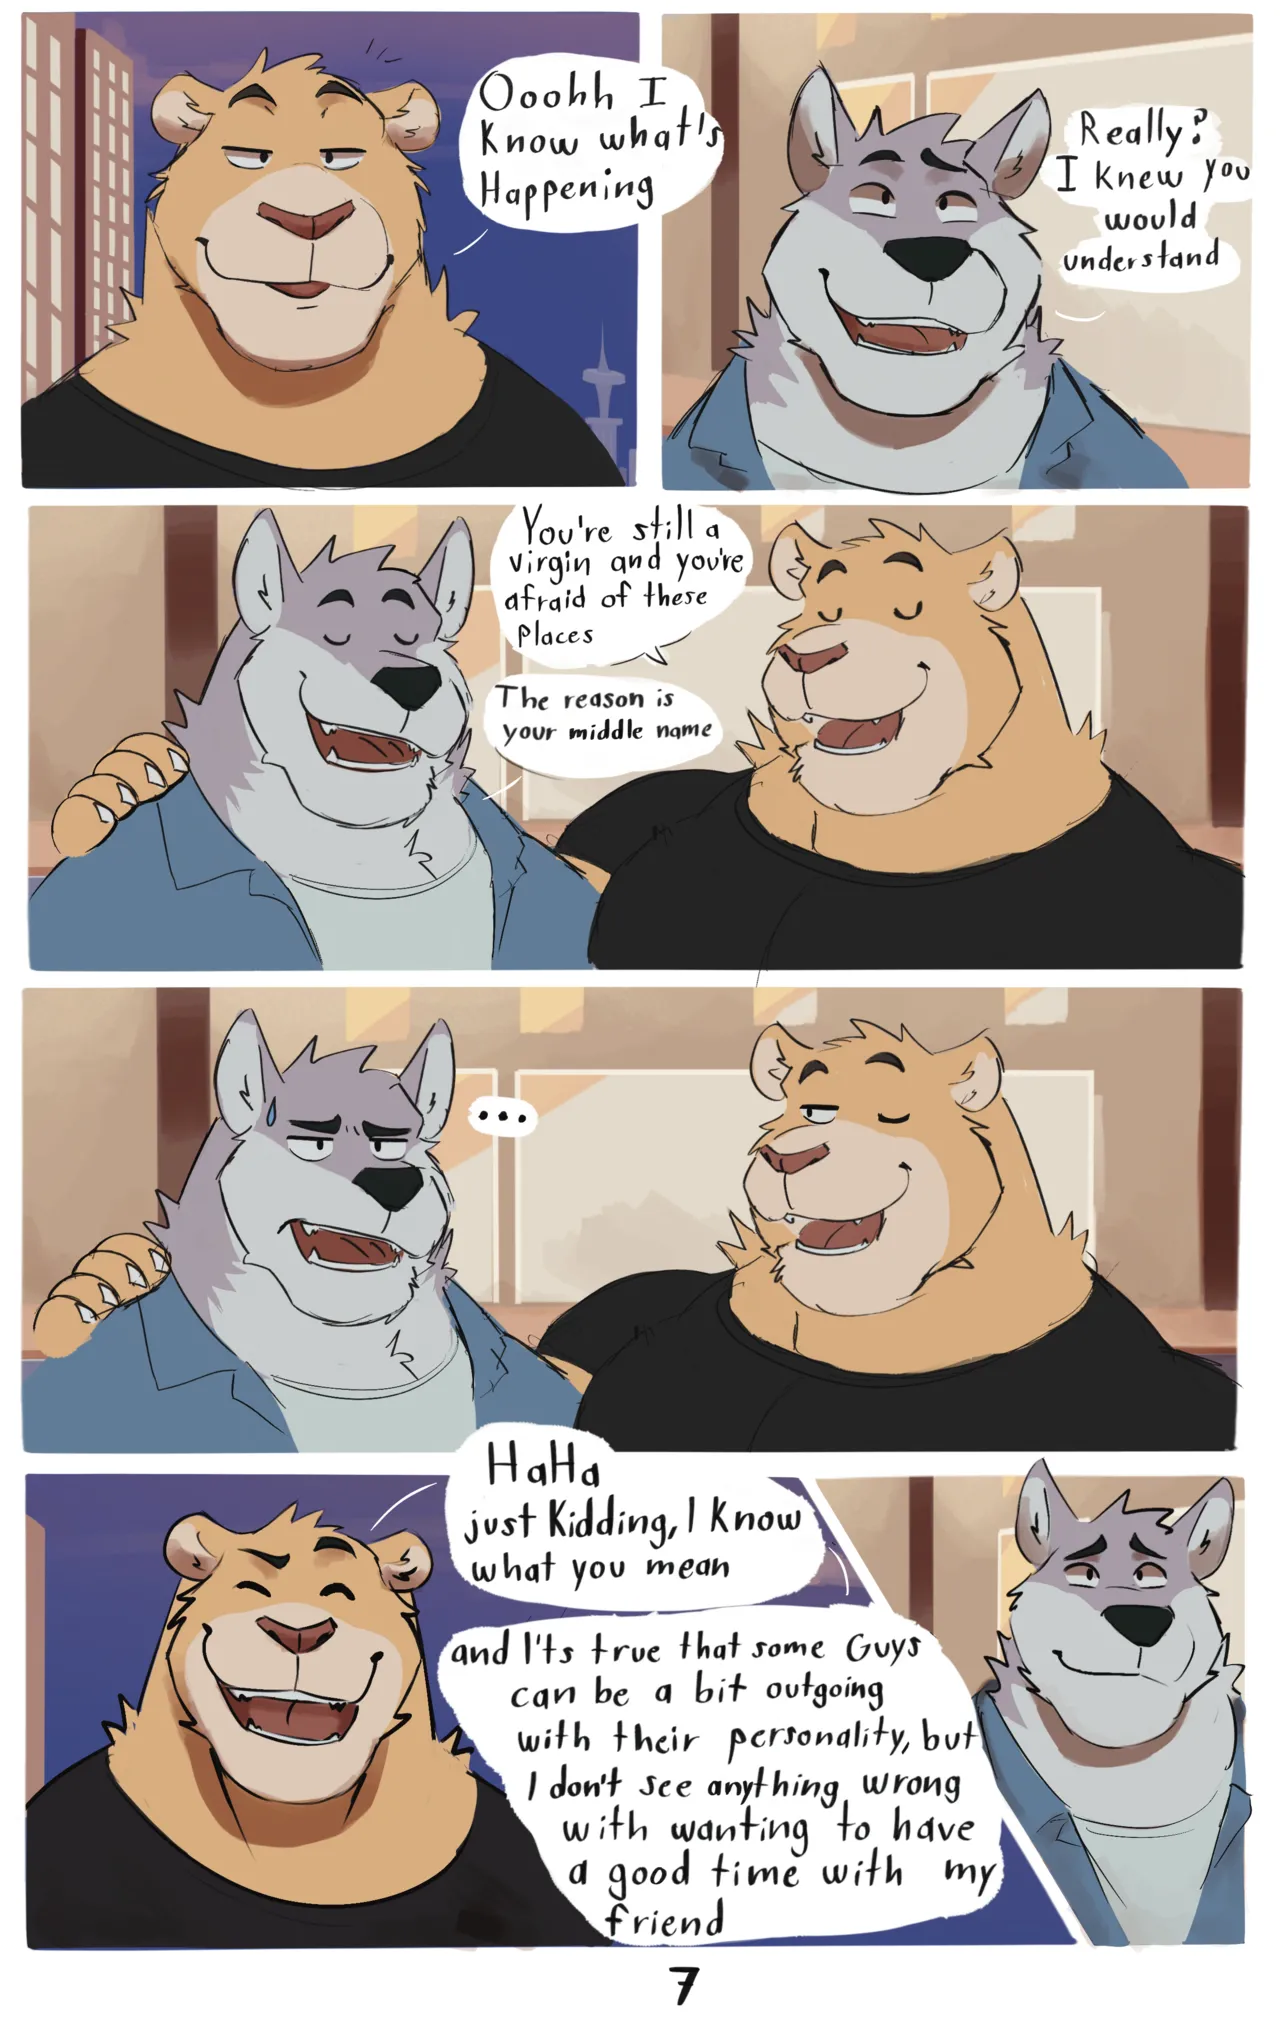 Ooohh I
Know what's
Happening
Really?
I Knew you
would
understand
You're still a
virgin and you're
afraid of these
places
The reason is
your middle name
...
HaHa
just Kidding, I Know
what you mean
and I'ts true that some Guys
can be a bit outgoing
with their personality, but
I don't see anything wrong
with wanting to have
a good time with my
friend
7